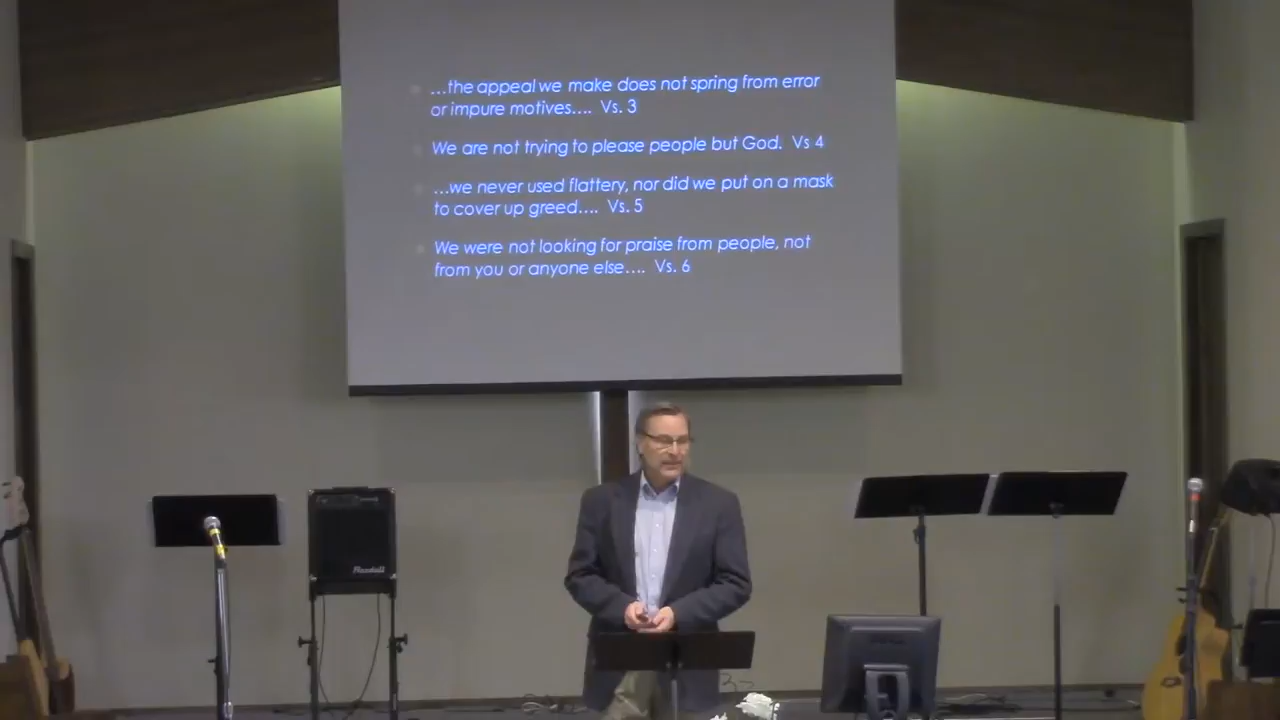 ...the appeal we make does not spring from error
or impure motives.... Vs. 3
We are not trying to please people but God. Vs 4
...we never used flattery, nor did we put on a mask
to cover up greed.... Vs. 5
We were not looking for praise from people, not
from you or anyone else.... Vs. 6
Randall